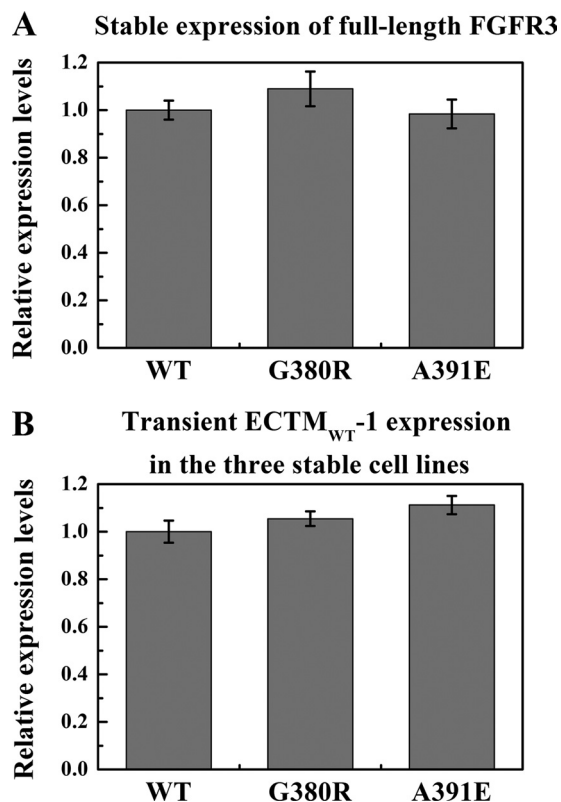 A Stable expression of full-length FGFR3
Relative expression levels
1.2
1.0
0.8
0.6
0.4
0.2
0.0
WT G380R A391E
B Transient ECTM_WT-1 expression
in the three stable cell lines
Relative expression levels
1.2
1.0
0.8
0.6
0.4
0.2
0.0
WT G380R A391E